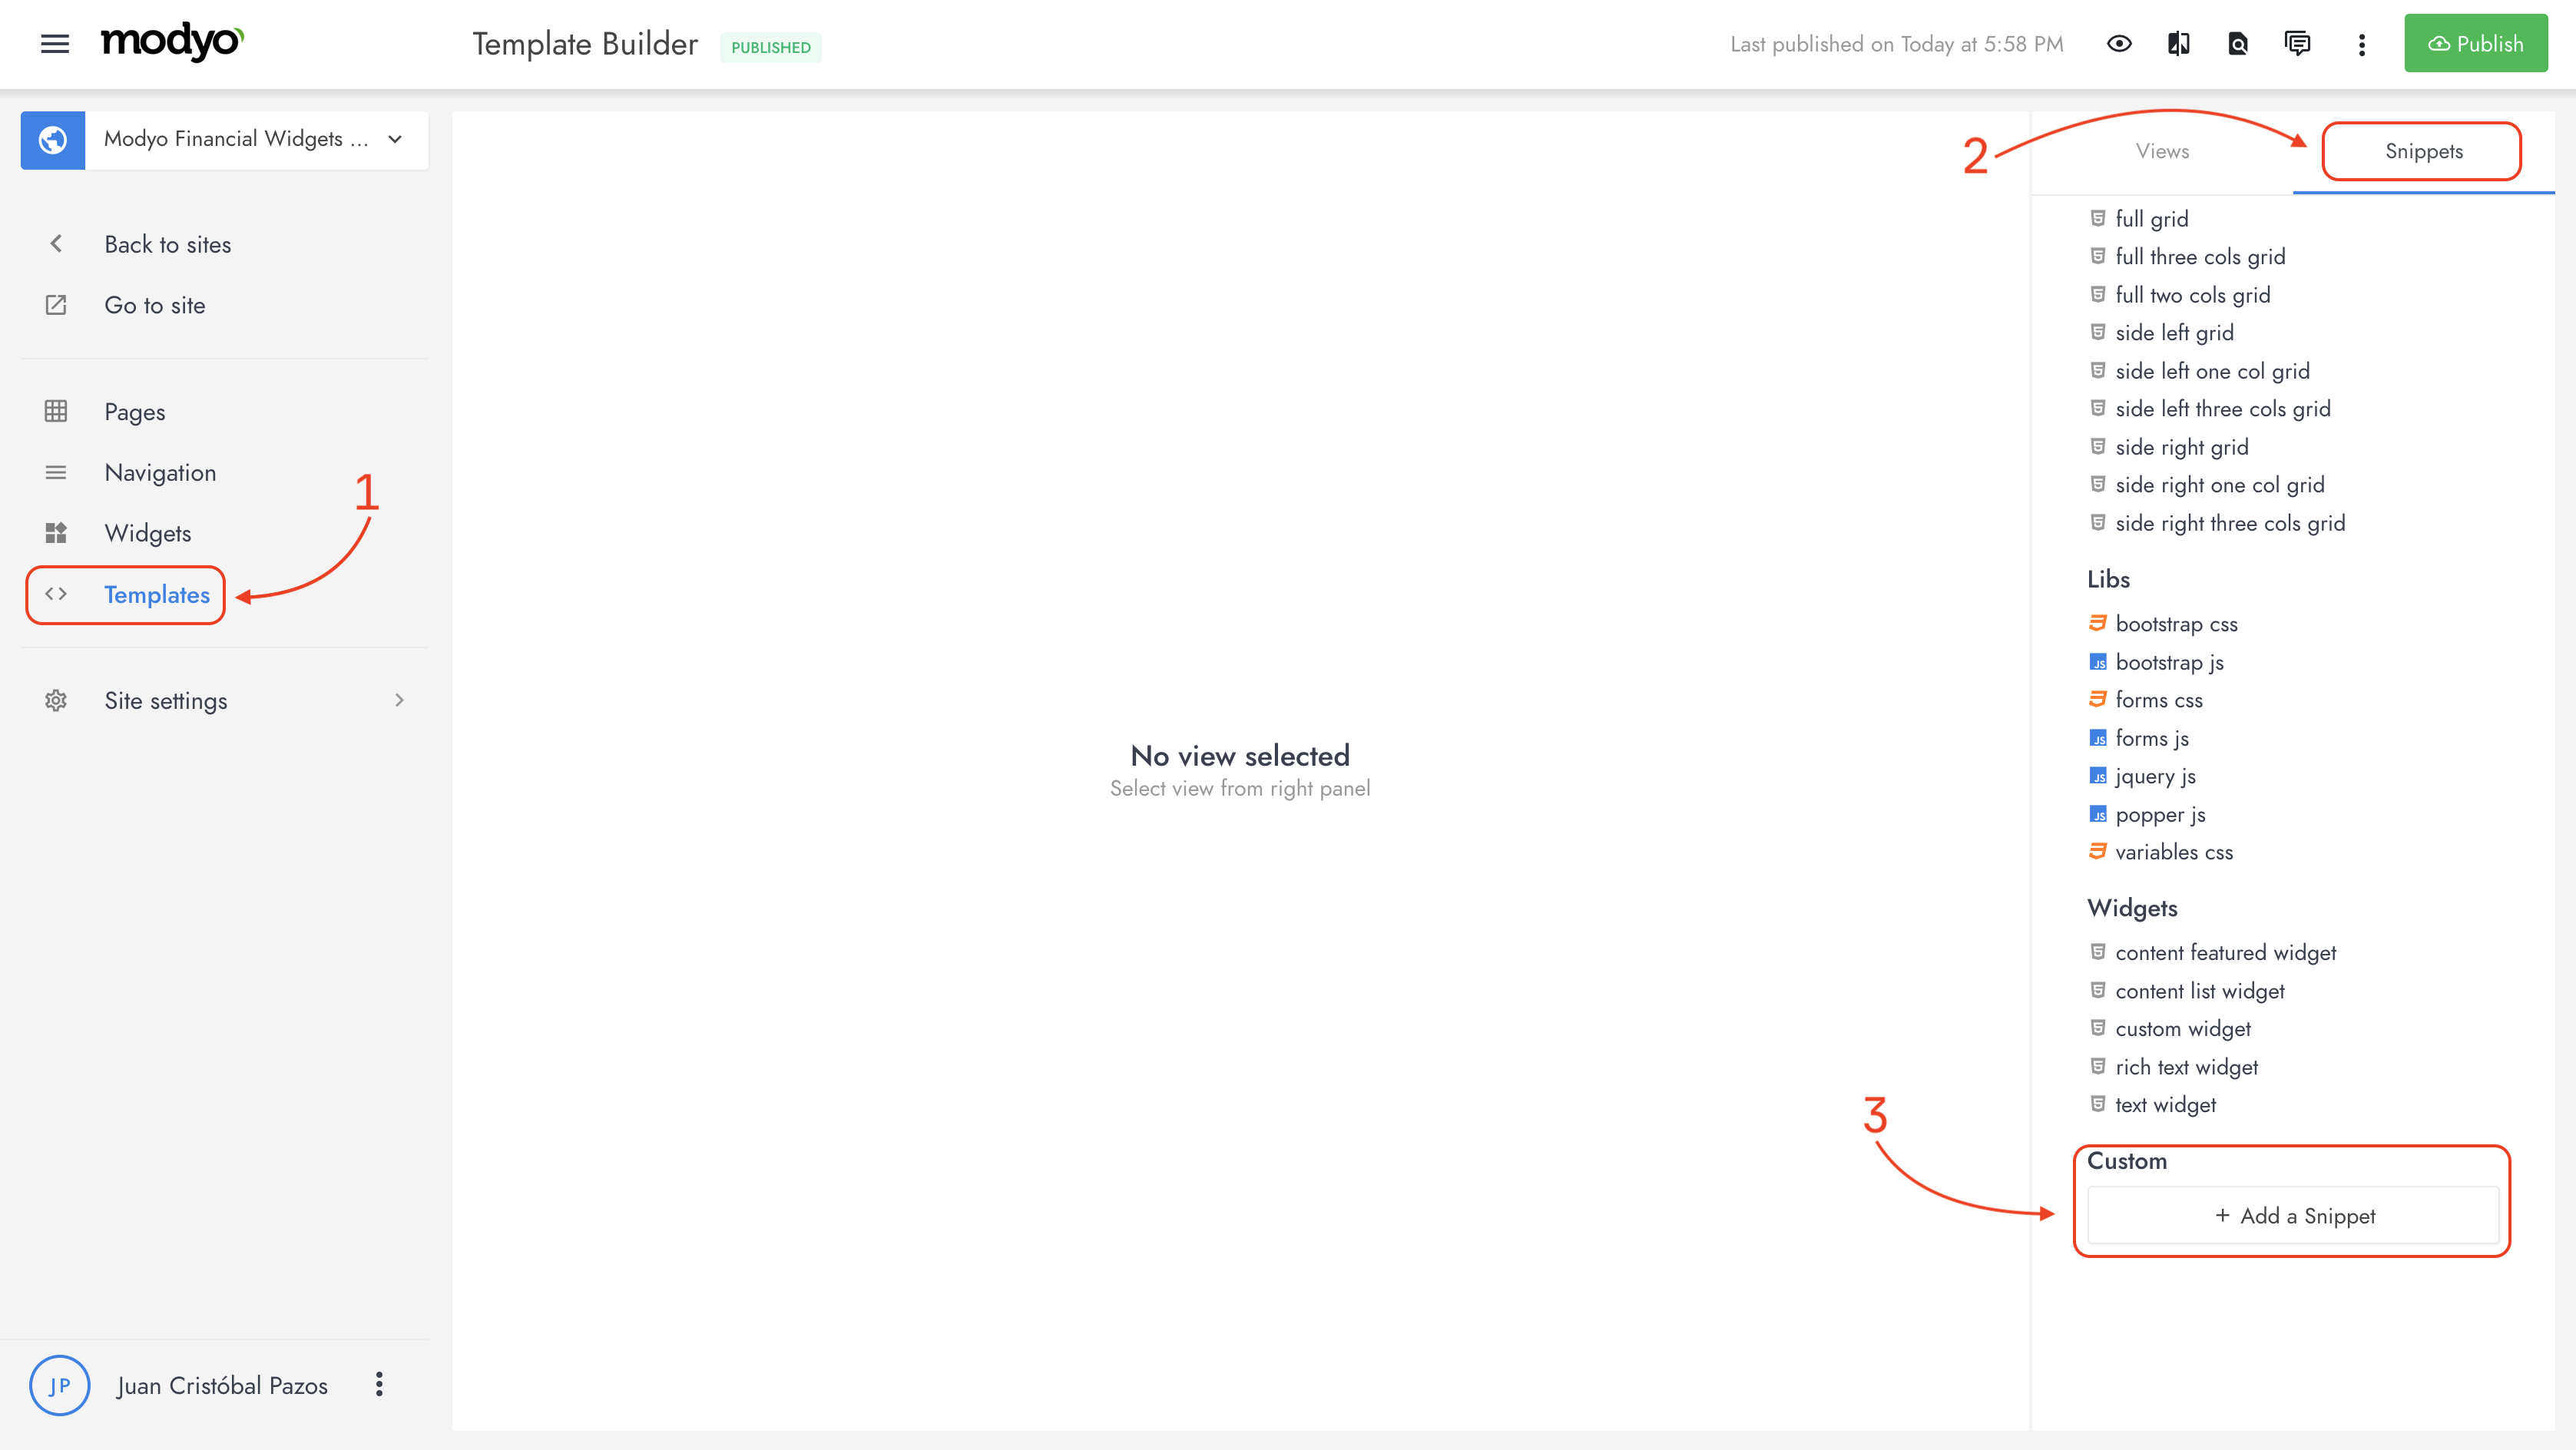 modyo
Template Builder
PUBLISHED
Last published on Today at 5:58 PM
Publish
Modyo Financial Widgets ...
Back to sites
Go to site
Pages
Navigation
Widgets
Templates
Site settings
1
Juan Cristóbal Pazos
JP
No view selected
Select view from right panel
2
Views
Snippets
full grid
full three cols grid
full two cols grid
side left grid
side left one col grid
side left three cols grid
side right grid
side right one col grid
side right three cols grid
Libs
bootstrap css
JS bootstrap js
forms css
JS forms js
JS jquery js
JS popper js
variables css
Widgets
content featured widget
content list widget
custom widget
rich text widget
text widget
3
Custom
+ Add a Snippet